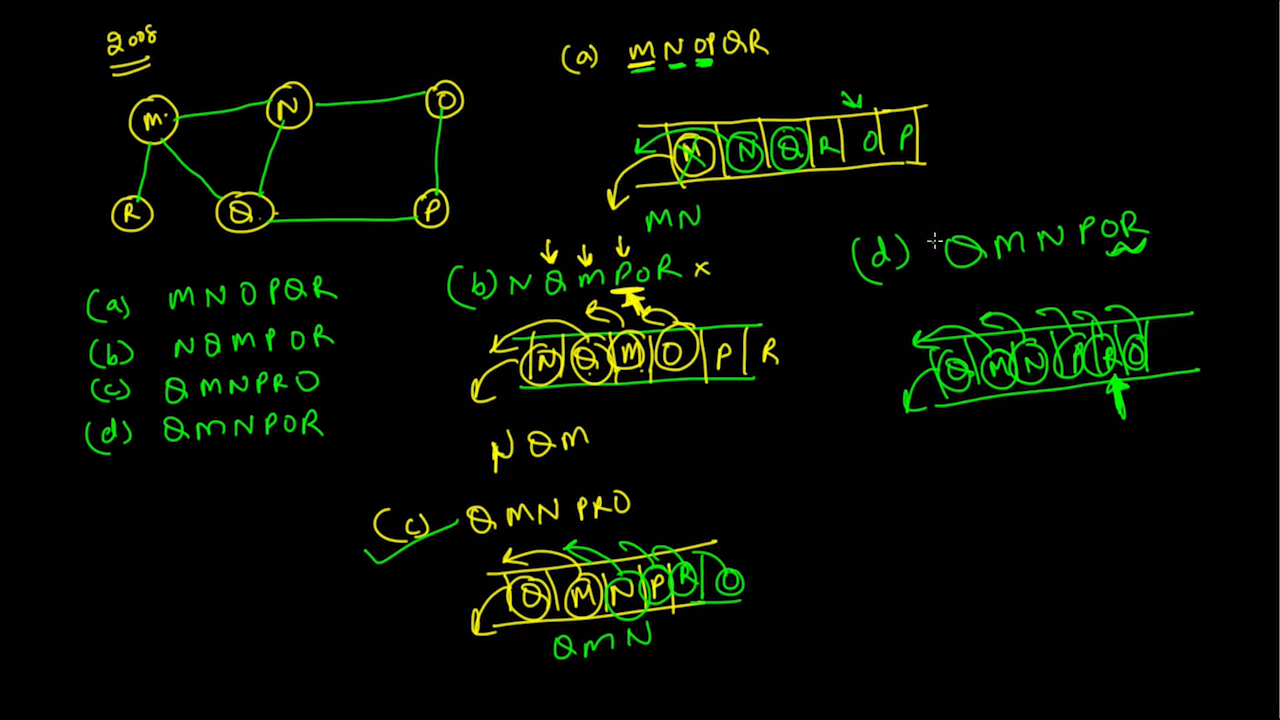 2008
M N O
R Q P
(a) MNOPQR
(b) NQMPOR
(c) QMNPRO
(d) QMNPOR
(a) MNOPQR
M N Q R O P
MN
(b) NQMPOR ×
N Q M O P R
NQM
(c) QMNPRO
Q M N P R O
QMN
(d) QMNPOR
Q M N P R O